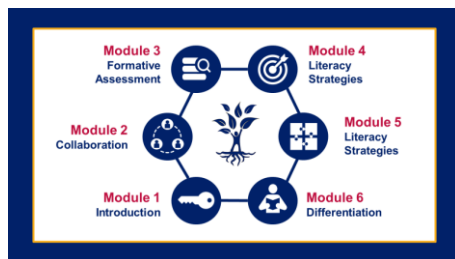 Module 3
Formative
Assessment
Module 4
Literacy
Strategies
Module 2
Collaboration
Module 5
Literacy
Strategies
Module 1
Introduction
Module 6
Differentiation